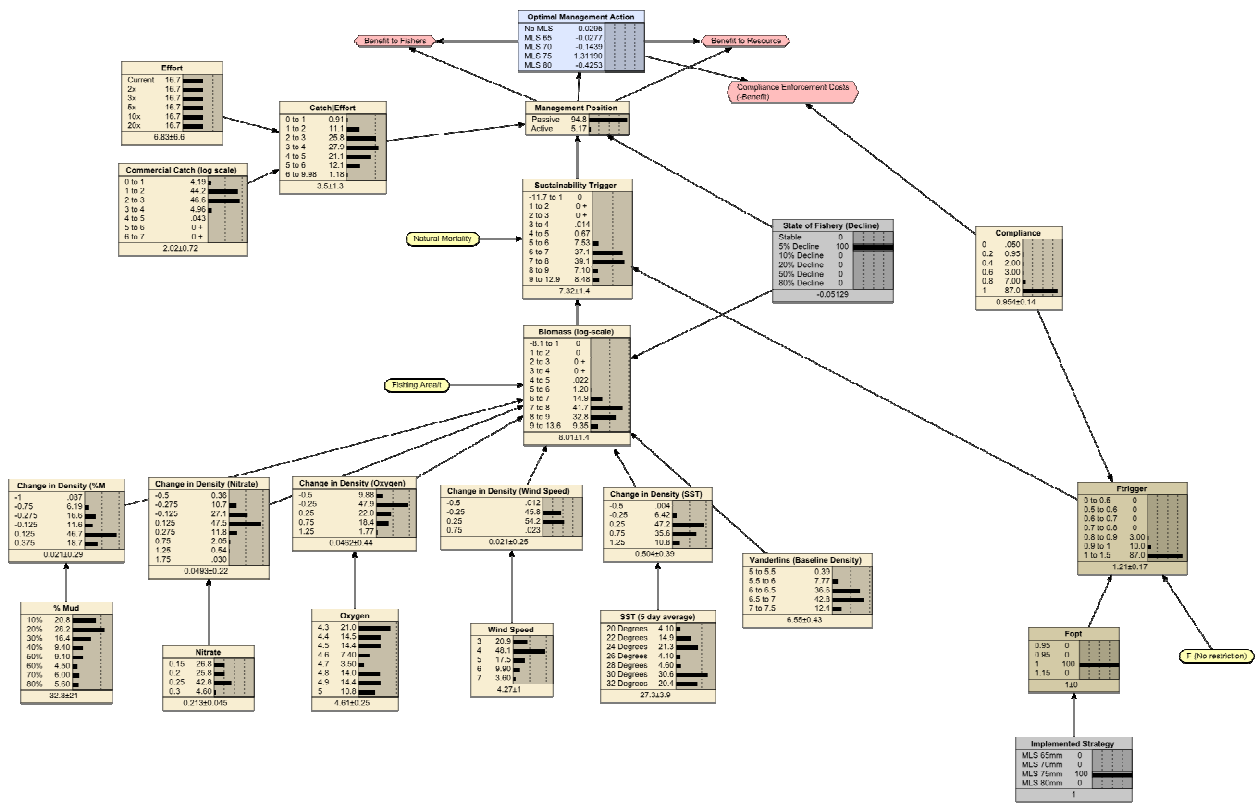 Optimal Management Action
No MLS 0.0296
MLS 65 -0.0277
MLS 70 -0.1439
MLS 75 1.31190
MLS 80 -0.4253
Benefit to Fishers
Benefit to Resource
Compliance Enforcement Costs
(-Benefit)
Effort
Current 16.7
2x 16.7
3x 16.7
5x 16.7
10x 16.7
20x 16.7
6.83±6.6
Catch|Effort
0 to 1 0.91
1 to 2 11.1
2 to 3 25.8
3 to 4 27.9
4 to 5 21.1
5 to 6 12.1
6 to 9.98 1.18
3.5±1.3
Management Position
Passive 94.8
Active 5.17
Commercial Catch (log scale)
0 to 1 4.19
1 to 2 44.2
2 to 3 46.6
3 to 4 4.96
4 to 5 .043
5 to 6 0+
6 to 7 0+
2.02±0.72
Sustainability Trigger
-11.7 to 1 0
1 to 2 0+
2 to 3 0+
3 to 4 .014
4 to 5 0.67
5 to 6 7.53
6 to 7 37.1
7 to 8 39.1
8 to 9 7.10
9 to 12.9 8.48
7.32±1.4
Natural Mortality
State of Fishery (Decline)
Stable 0
5% Decline 100
10% Decline 0
20% Decline 0
50% Decline 0
80% Decline 0
-0.05129
Compliance
0 .050
0.2 0.95
0.4 2.00
0.6 3.00
0.8 7.00
1 87.0
0.954±0.14
Biomass (log-scale)
-8.1 to 1 0
1 to 2 0
2 to 3 0+
3 to 4 0+
4 to 5 .022
5 to 6 1.20
6 to 7 14.9
7 to 8 41.7
8 to 9 32.8
9 to 13.6 9.35
8.01±1.4
Change in Density (%M
-1 .087
-0.75 6.19
-0.275 16.6
-0.125 11.6
0.125 46.7
0.375 18.7
0.021±0.29
Change in Density (Nitrate)
-0.5 0.36
-0.275 10.7
-0.125 27.1
0.125 47.5
0.275 11.8
0.75 2.05
1.25 0.54
1.75 .030
0.0493±0.22
Change in Density (Oxygen)
-0.5 9.88
-0.25 47.9
0.25 22.0
0.75 18.4
1.25 1.77
0.0462±0.44
Change in Density (Wind Speed)
-0.5 .012
-0.25 45.8
0.25 54.2
0.75 .023
0.021±0.25
Change in Density (SST)
-0.5 .004
-0.25 6.42
0.25 47.2
0.75 35.6
1.25 10.8
0.504±0.39
Vanderlins (Baseline Density)
5 to 5.5 0.39
5.5 to 6 7.77
6 to 6.5 36.6
6.5 to 7 42.8
7 to 7.5 12.4
6.55±0.43
Ftrigger
0 to 0.5 0
0.5 to 0.6 0
0.6 to 0.7 0
0.7 to 0.8 0
0.8 to 0.9 3.00
0.9 to 1 10.0
1 to 1.5 87.0
1.21±0.17
% Mud
10% 20.8
20% 26.2
30% 16.4
40% 9.40
60% 9.10
60% 4.50
70% 6.00
80% 5.60
32.3±21
Nitrate
0.15 26.8
0.2 25.8
0.25 42.8
0.3 4.60
0.213±0.045
Oxygen
4.3 21.0
4.4 14.5
4.5 14.4
4.6 7.40
4.7 3.50
4.8 14.0
4.9 14.4
5 10.8
4.61±0.25
Wind Speed
3 20.9
4 48.1
5 17.5
6 9.90
7 3.60
4.27±1
SST (5 day average)
20 Degrees 4.10
22 Degrees 14.9
24 Degrees 21.3
26 Degrees 4.10
28 Degrees 4.60
30 Degrees 30.6
32 Degrees 20.4
27.3±3.9
Fopt
0.95 0
0.95 0
1 100
1.15 0
1±0
F (No restriction)
Implemented Strategy
MLS 65mm 0
MLS 70mm 0
MLS 75mm 100
MLS 80mm 0
1